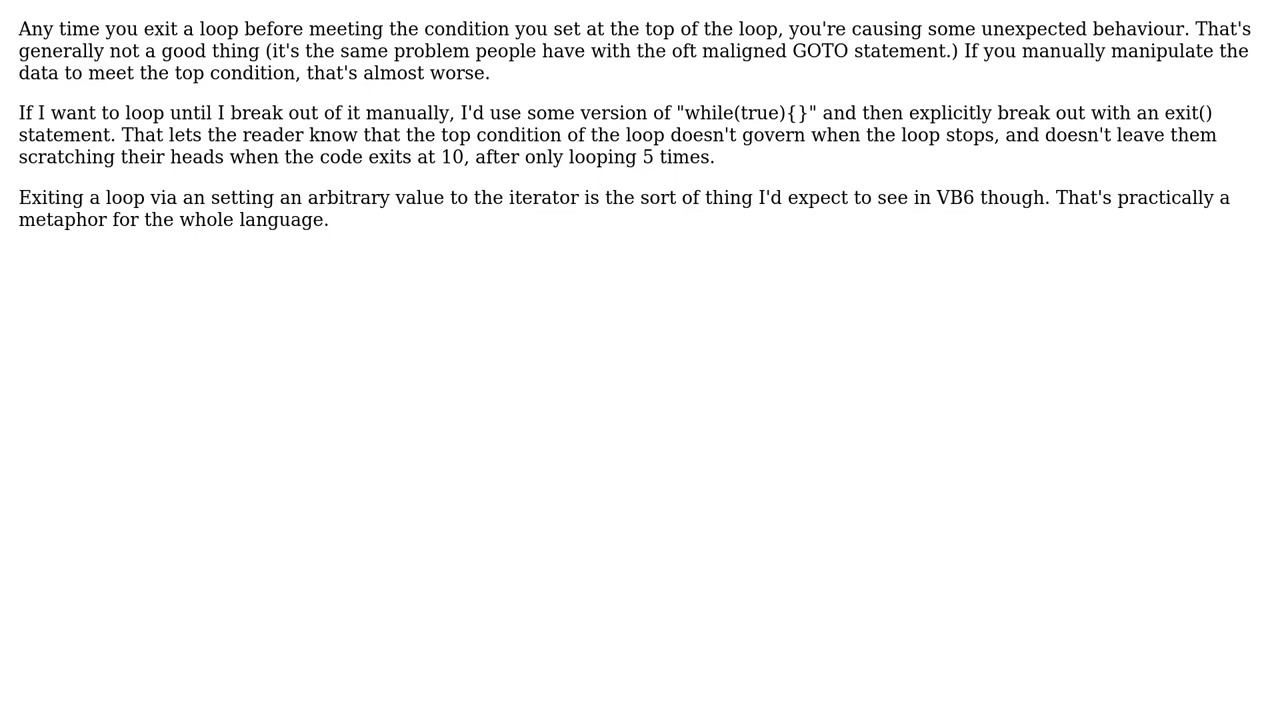 Any time you exit a loop before meeting the condition you set at the top of the loop, you're causing some unexpected behaviour. That's
generally not a good thing (it's the same problem people have with the oft maligned GOTO statement.) If you manually manipulate the
data to meet the top condition, that's almost worse.
If I want to loop until I break out of it manually, I'd use some version of "while(true){}" and then explicitly break out with an exit()
statement. That lets the reader know that the top condition of the loop doesn't govern when the loop stops, and doesn't leave them
scratching their heads when the code exits at 10, after only looping 5 times.
Exiting a loop via an setting an arbitrary value to the iterator is the sort of thing I'd expect to see in VB6 though. That's practically a
metaphor for the whole language.